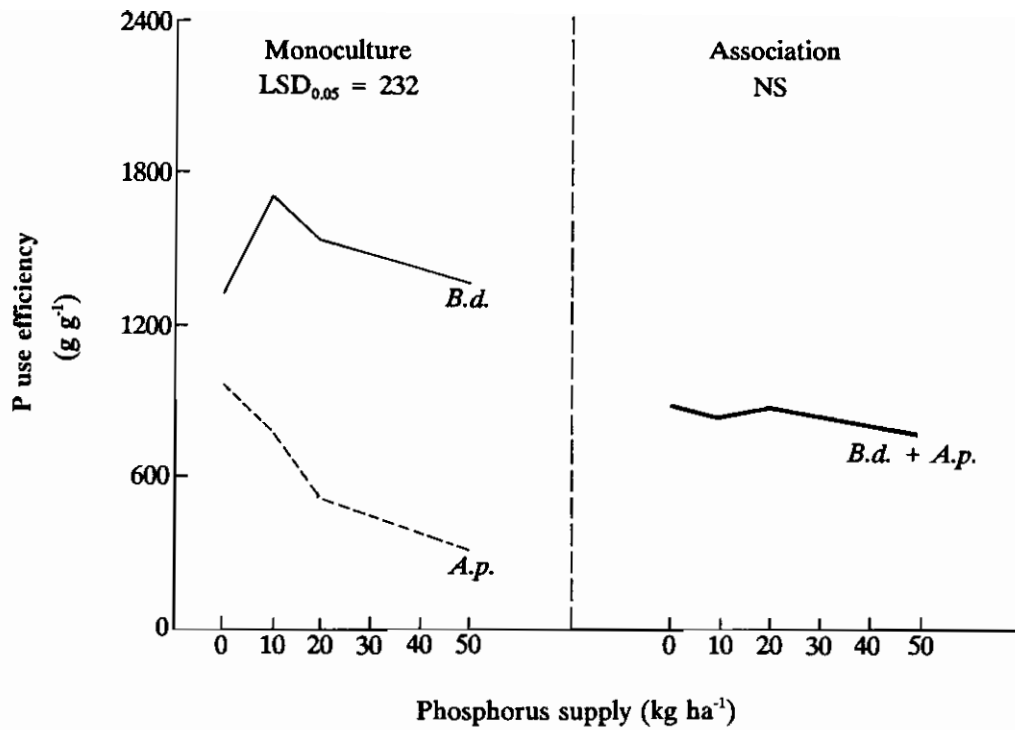 2400
1800
1200
600
0
P use efficiency
(g g⁻¹)
Monoculture
LSD₀.₀₅ = 232
B.d.
A.p.
0 10 20 30 40 50
Association
NS
B.d. + A.p.
0 10 20 30 40 50
Phosphorus supply (kg ha⁻¹)